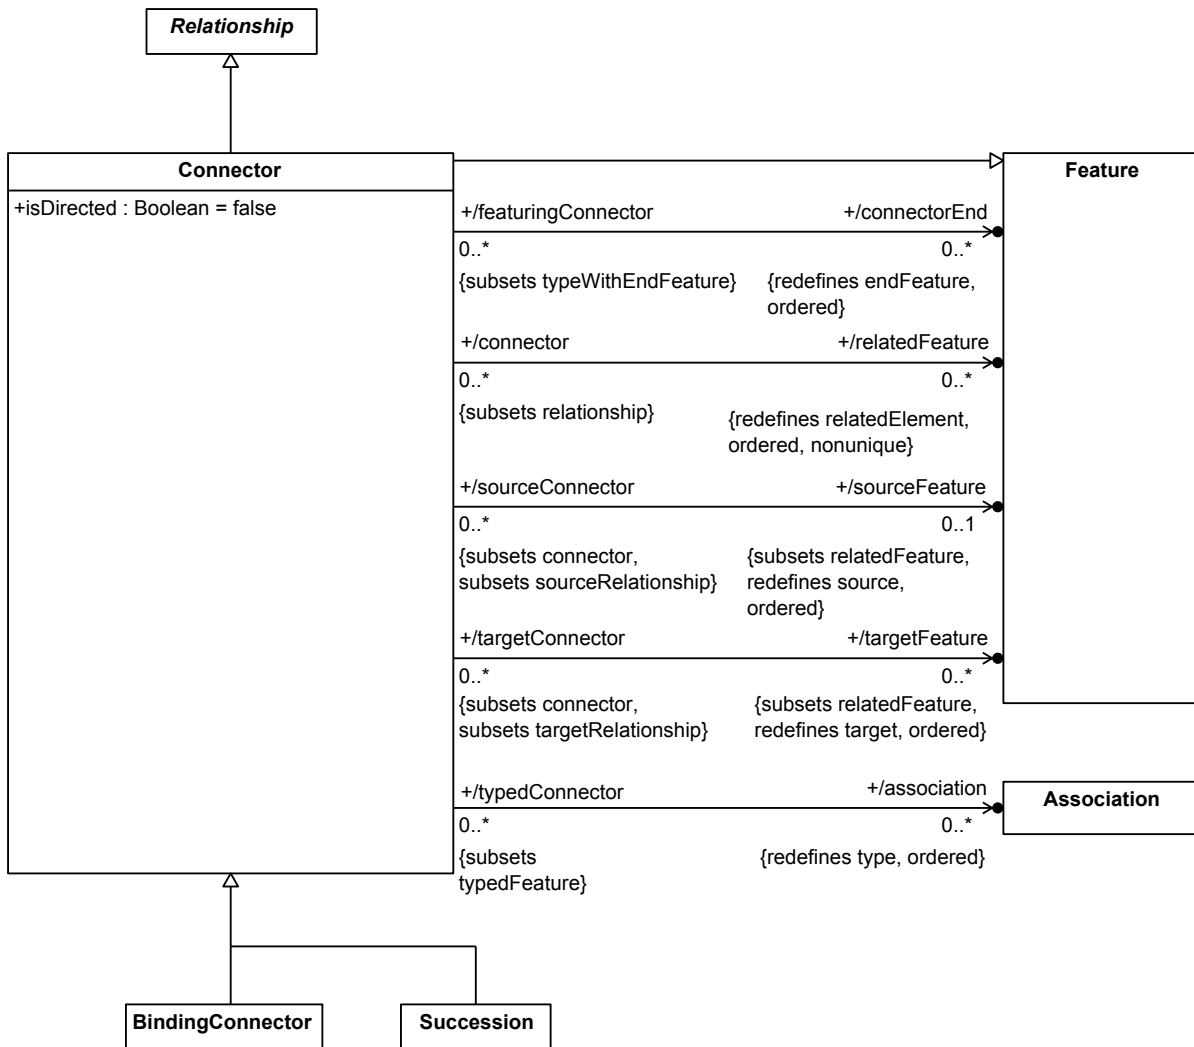 Relationship
Connector
Feature
+isDirected : Boolean = false
+/featuringConnector
+/connectorEnd
0..*
0..*
{subsets typeWithEndFeature}
{redefines endFeature,
ordered}
+/connector
+/relatedFeature
0..*
0..*
{subsets relationship}
{redefines relatedElement,
ordered, nonunique}
+/sourceConnector
+/sourceFeature
0..*
0..1
{subsets connector,
subsets sourceRelationship}
{subsets relatedFeature,
redefines source,
ordered}
+/targetConnector
+/targetFeature
0..*
0..*
{subsets connector,
subsets targetRelationship}
{subsets relatedFeature,
redefines target, ordered}
+/typedConnector
+/association
Association
0..*
0..*
{subsets
typedFeature}
{redefines type, ordered}
BindingConnector
Succession